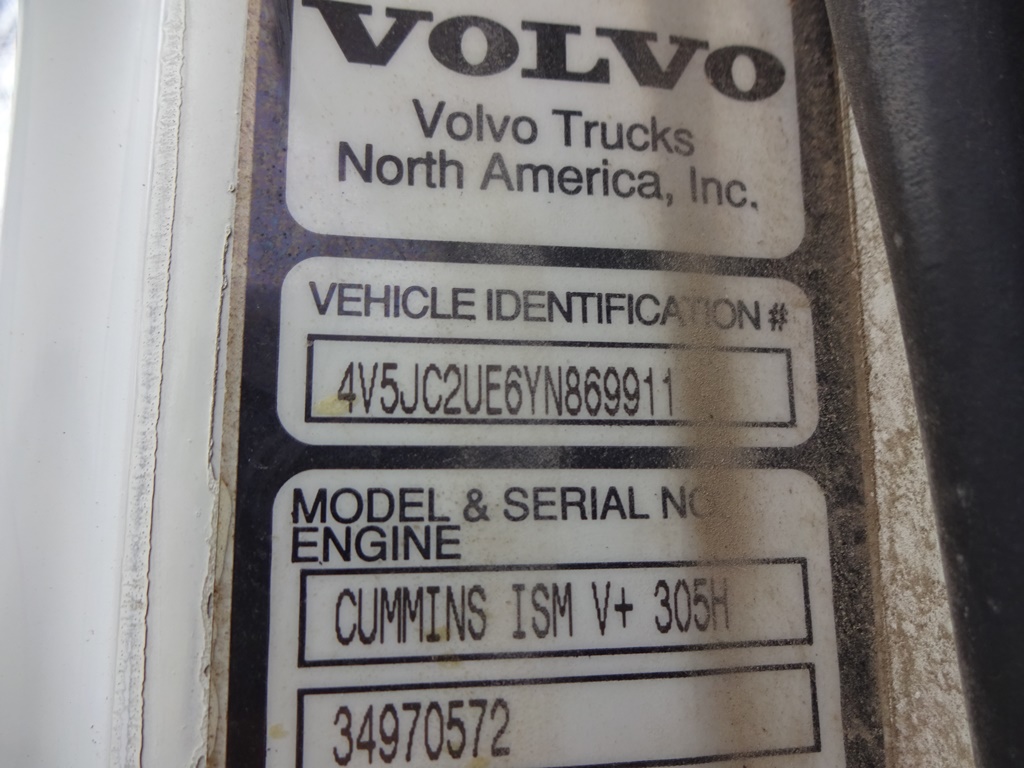 VOLVO
Volvo Trucks
North America, Inc.
VEHICLE IDENTIFICATION #
4V5JC2UE6YN869911
MODEL & SERIAL NO
ENGINE
CUMMINS ISM V+ 305H
34970572